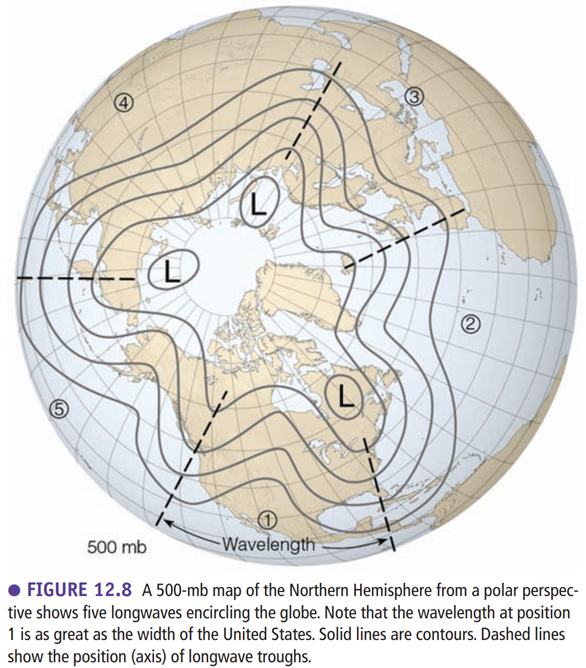 ④
③
L
L
②
L
⑤
①
500 mb
Wavelength
● FIGURE 12.8 A 500-mb map of the Northern Hemisphere from a polar perspec-
tive shows five longwaves encircling the globe. Note that the wavelength at position
1 is as great as the width of the United States. Solid lines are contours. Dashed lines
show the position (axis) of longwave troughs.